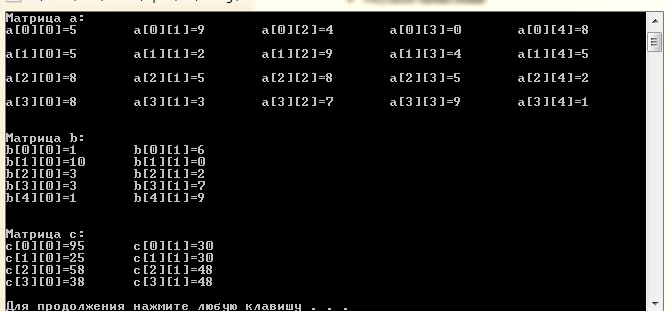 Матрица a:
a[0][0]=5 a[0][1]=9 a[0][2]=4 a[0][3]=0 a[0][4]=8
a[1][0]=5 a[1][1]=2 a[1][2]=9 a[1][3]=4 a[1][4]=5
a[2][0]=8 a[2][1]=5 a[2][2]=8 a[2][3]=5 a[2][4]=2
a[3][0]=8 a[3][1]=3 a[3][2]=7 a[3][3]=9 a[3][4]=1
Матрица b:
b[0][0]=1 b[0][1]=6
b[1][0]=10 b[1][1]=0
b[2][0]=3 b[2][1]=2
b[3][0]=3 b[3][1]=7
b[4][0]=1 b[4][1]=9
Матрица c:
c[0][0]=95 c[0][1]=30
c[1][0]=25 c[1][1]=30
c[2][0]=58 c[2][1]=48
c[3][0]=38 c[3][1]=48
Для продолжения нажмите любую клавишу . . .